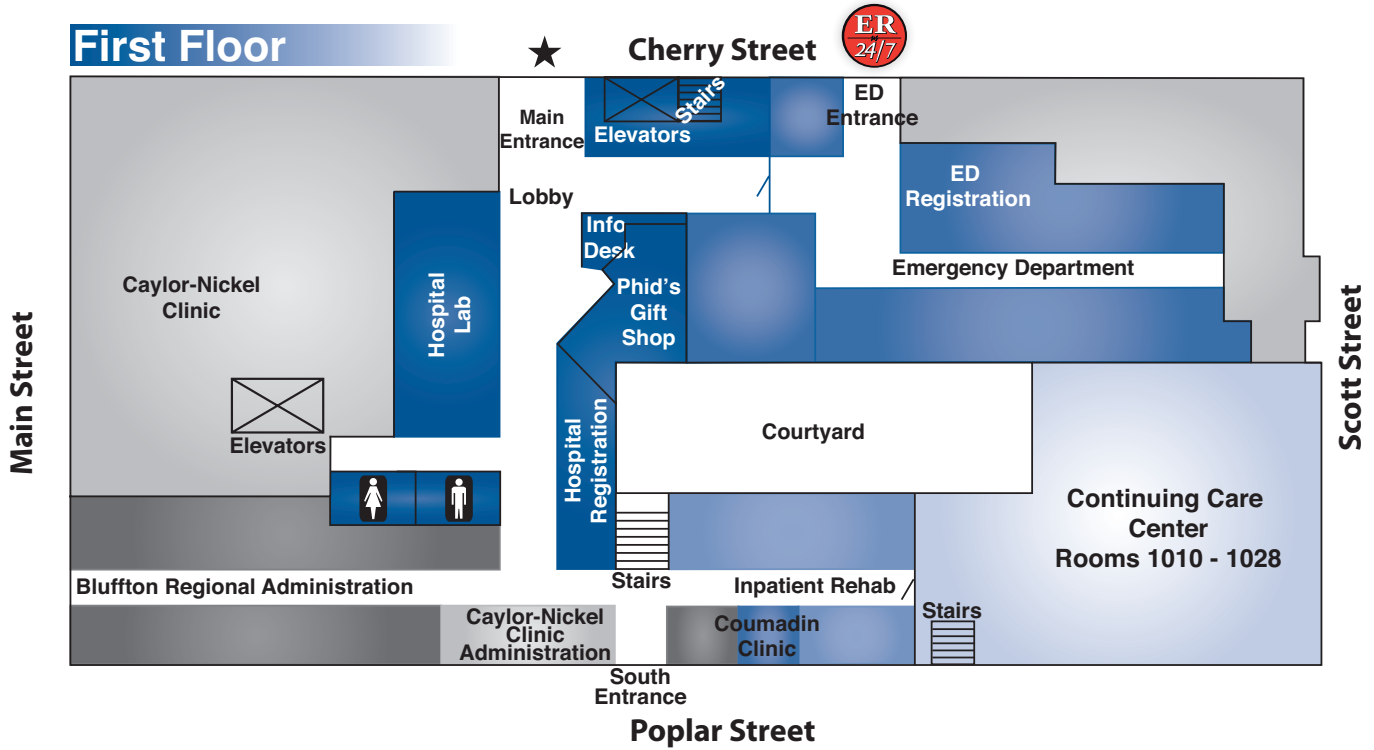 First Floor
Cherry Street
ER
24/7
Main
Entrance
Elevators
Stairs
ED
Entrance
Lobby
ED
Registration
Info
Desk
Emergency Department
Caylor-Nickel
Clinic
Hospital
Lab
Phid's
Gift
Shop
Main Street
Scott Street
Elevators
Courtyard
Hospital
Registration
Continuing Care
Center
Rooms 1010 - 1028
Bluffton Regional Administration
Stairs
Inpatient Rehab
Stairs
Caylor-Nickel
Clinic
Administration
Coumadin
Clinic
South
Entrance
Poplar Street